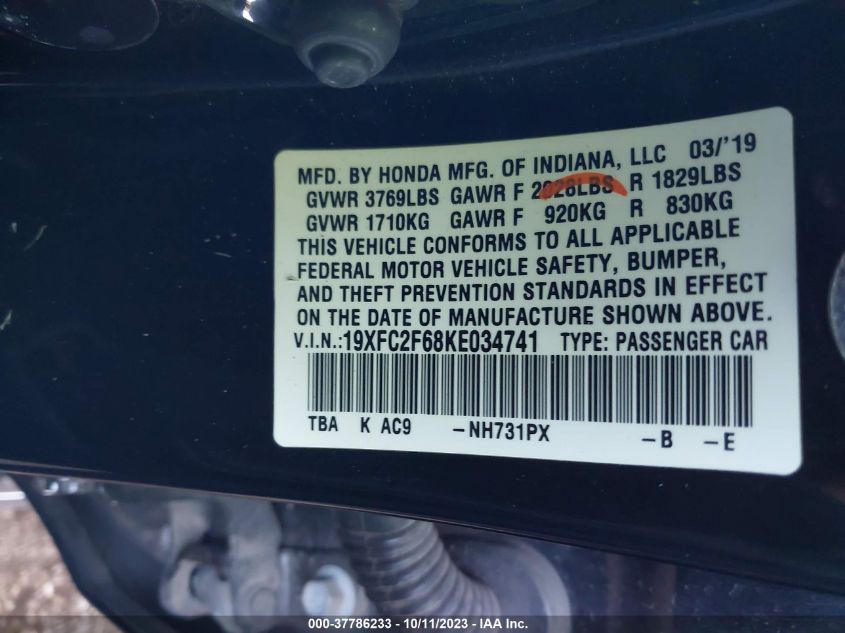 MFD. BY HONDA MFG. OF INDIANA, LLC 03/'19
GVWR 3769LBS GAWR F 2028LBS R 1829LBS
GVWR 1710KG GAWR F 920KG R 830KG
THIS VEHICLE CONFORMS TO ALL APPLICABLE
FEDERAL MOTOR VEHICLE SAFETY, BUMPER,
AND THEFT PREVENTION STANDARDS IN EFFECT
ON THE DATE OF MANUFACTURE SHOWN ABOVE.
V.I.N.:19XFC2F68KE034741 TYPE: PASSENGER CAR
TBA K AC9 -NH731PX -B -E
000-37786233 - 10/11/2023 - IAA Inc.